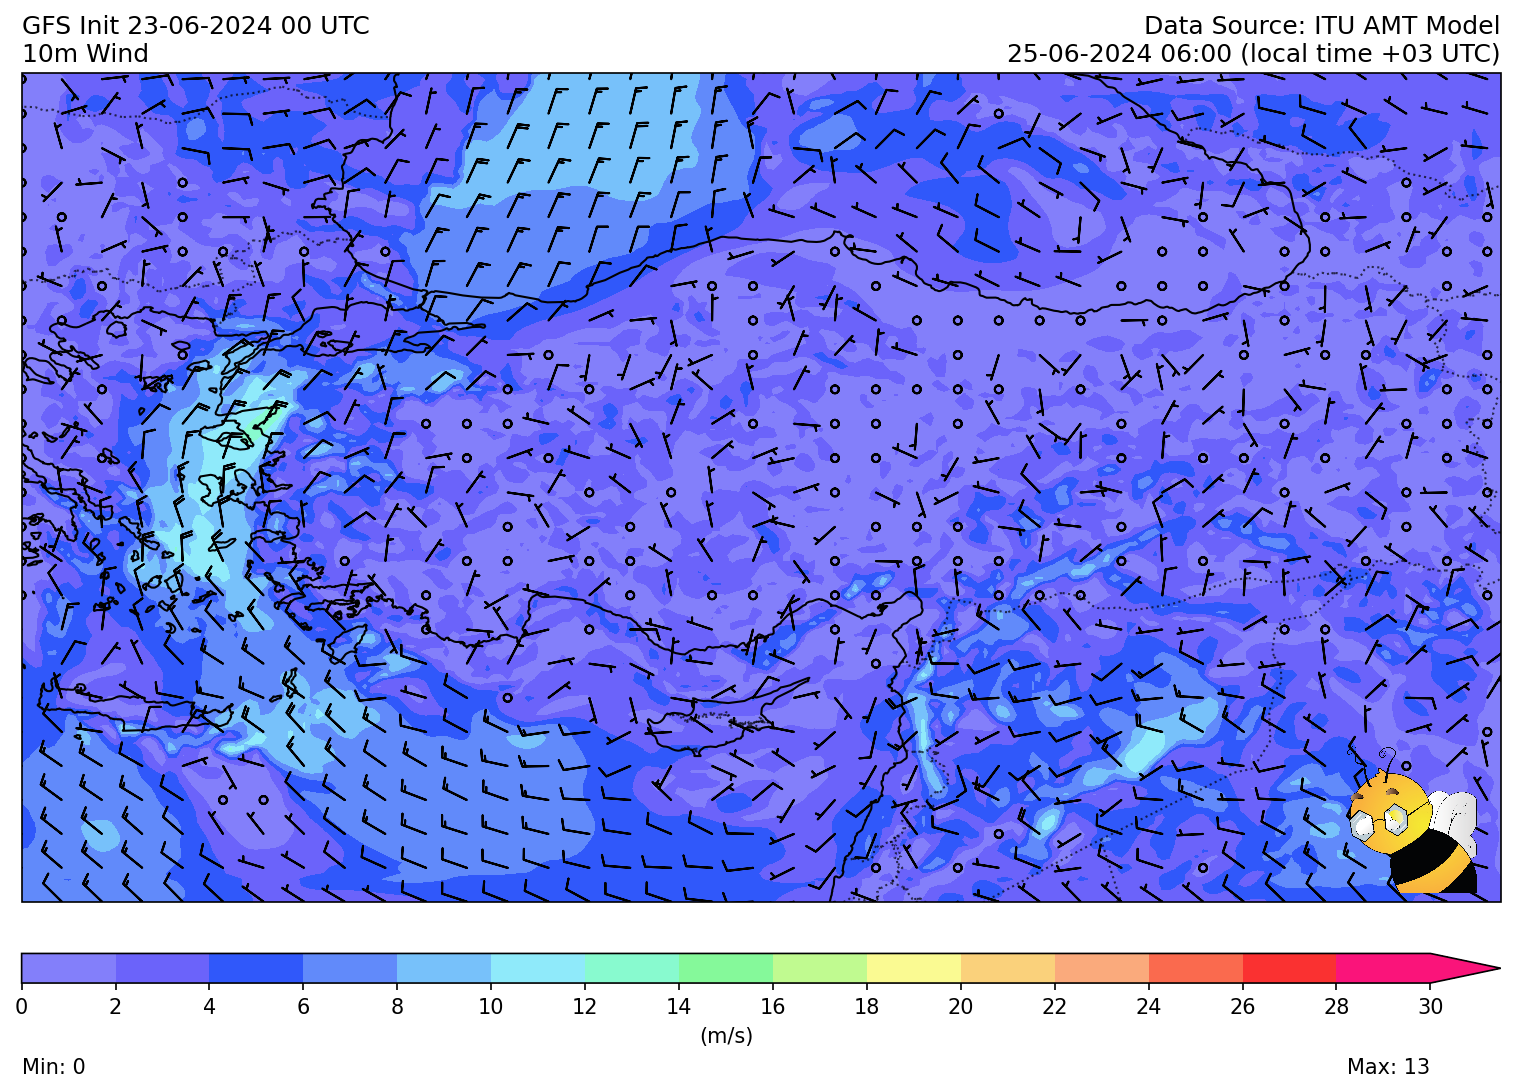 GFS Init 23-06-2024 00 UTC
Data Source: ITU AMT Model
10m Wind
25-06-2024 06:00 (local time +03 UTC)
0 2 4 6 8 10 12 14 16 18 20 22 24 26 28 30
(m/s)
Min: 0
Max: 13